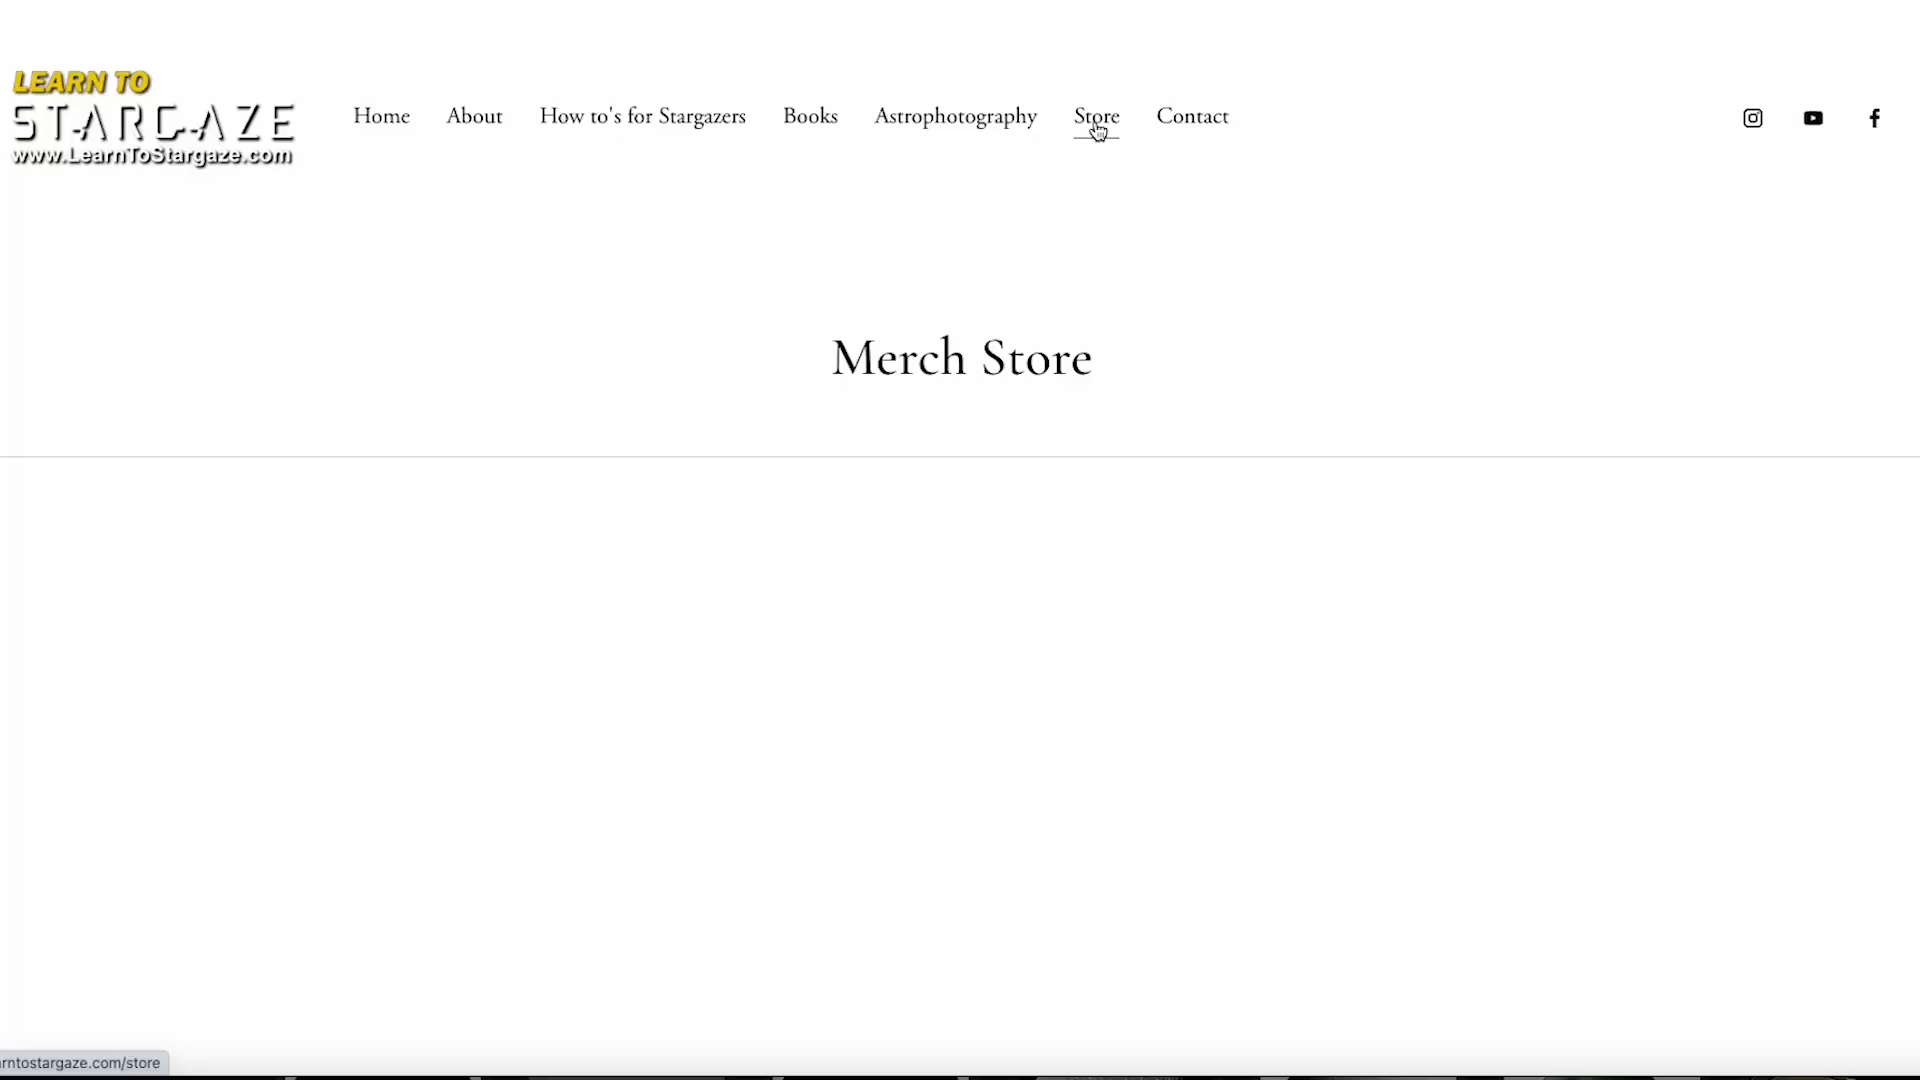 LEARN TO
STARGAZE
www.LearnToStargaze.com
Home About How to's for Stargazers Books Astrophotography Store Contact
Merch Store
rntostargaze.com/store